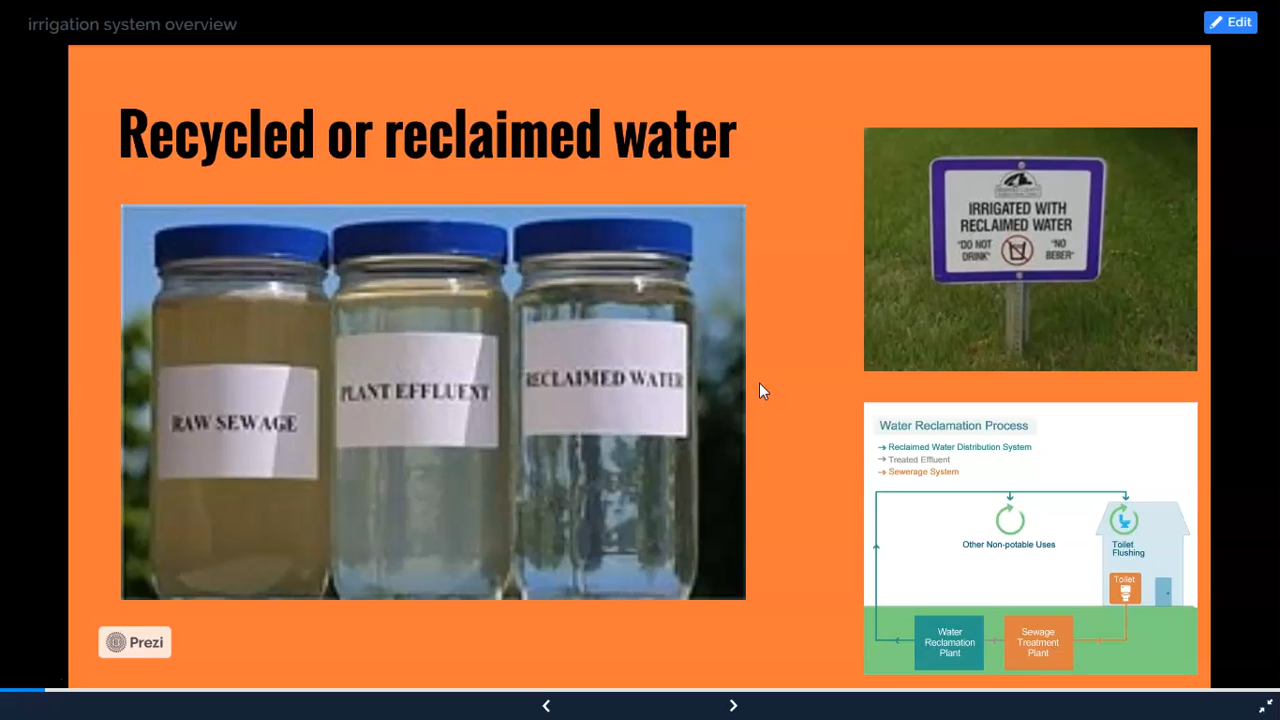 irrigation system overview
Edit
Recycled or reclaimed water
RAW SEWAGE
PLANT EFFLUENT
RECLAIMED WATER
IRRIGATED WITH
RECLAIMED WATER
"DO NOT
DRINK"
"NO
BEBER"
Water Reclamation Process
Reclaimed Water Distribution System
Treated Effluent
Sewerage System
Other Non-potable Uses
Toilet
Flushing
Toilet
Water
Reclamation
Plant
Sewage
Treatment
Plant
Prezi